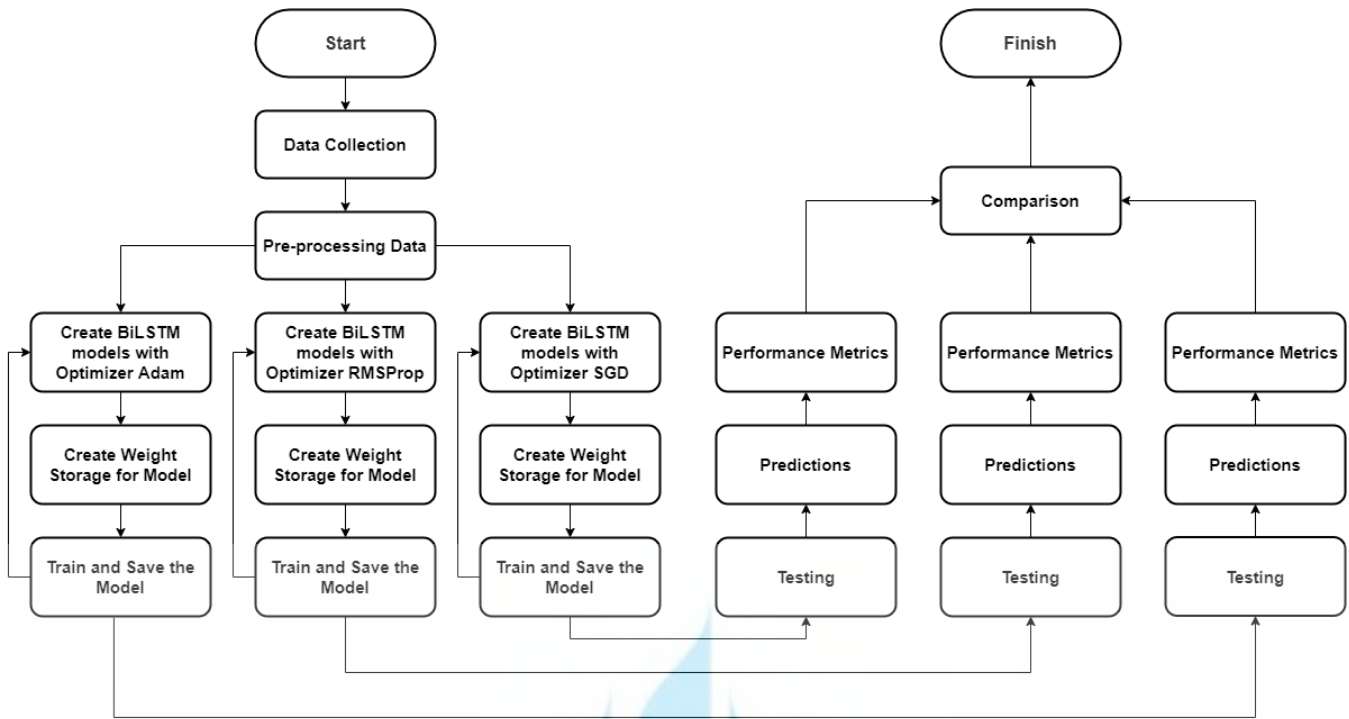 Start
Data Collection
Pre-processing Data
Create BiLSTM
models with
Optimizer Adam
Create Weight
Storage for Model
Train and Save the
Model
Create BiLSTM
models with
Optimizer RMSProp
Create Weight
Storage for Model
Train and Save the
Model
Create BiLSTM
models with
Optimizer SGD
Create Weight
Storage for Model
Train and Save the
Model
Finish
Comparison
Performance Metrics
Predictions
Testing
Performance Metrics
Predictions
Testing
Performance Metrics
Predictions
Testing